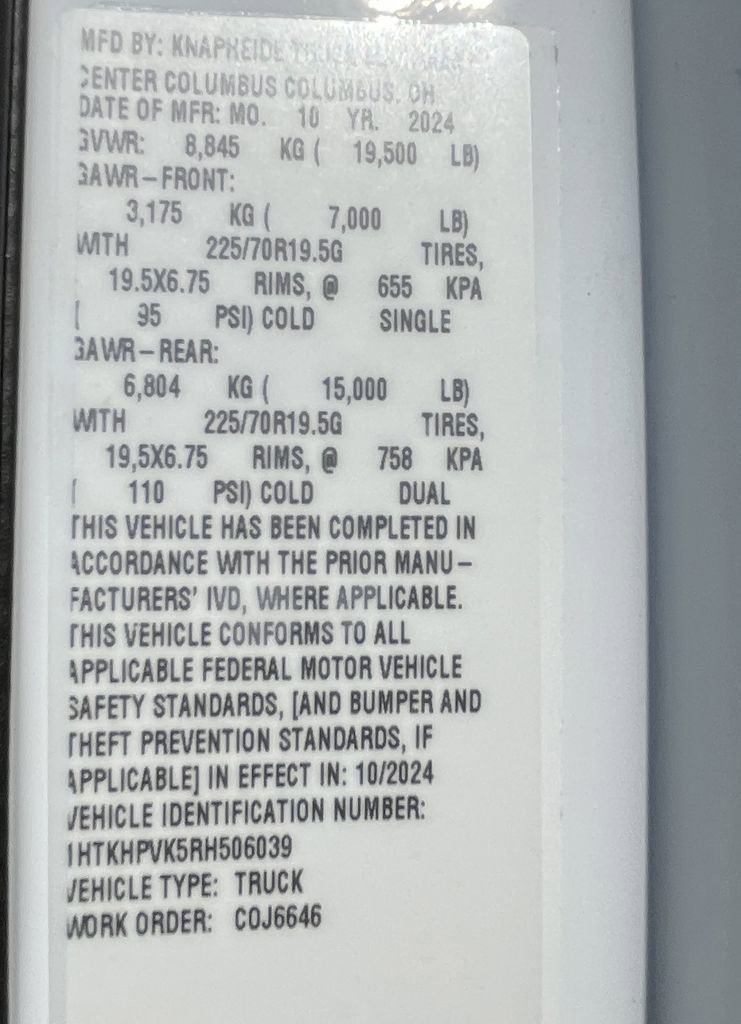 MFD BY: KNAPHEIDE TRUCK EQUIPMENT
CENTER COLUMBUS COLUMBUS, OH
DATE OF MFR: MO. 10 YR. 2024
GVWR: 8,845 KG ( 19,500 LB)
GAWR-FRONT:
3,175 KG ( 7,000 LB)
WITH 225/70R19.5G TIRES,
19.5X6.75 RIMS, @ 655 KPA
( 95 PSI) COLD SINGLE
GAWR-REAR:
6,804 KG ( 15,000 LB)
WITH 225/70R19.5G TIRES,
19,5X6.75 RIMS, @ 758 KPA
( 110 PSI) COLD DUAL
THIS VEHICLE HAS BEEN COMPLETED IN
ACCORDANCE WITH THE PRIOR MANU-
FACTURERS' IVD, WHERE APPLICABLE.
THIS VEHICLE CONFORMS TO ALL
APPLICABLE FEDERAL MOTOR VEHICLE
SAFETY STANDARDS, [AND BUMPER AND
THEFT PREVENTION STANDARDS, IF
APPLICABLE] IN EFFECT IN: 10/2024
VEHICLE IDENTIFICATION NUMBER:
1HTKHPVK5RH506039
VEHICLE TYPE: TRUCK
WORK ORDER: COJ6646